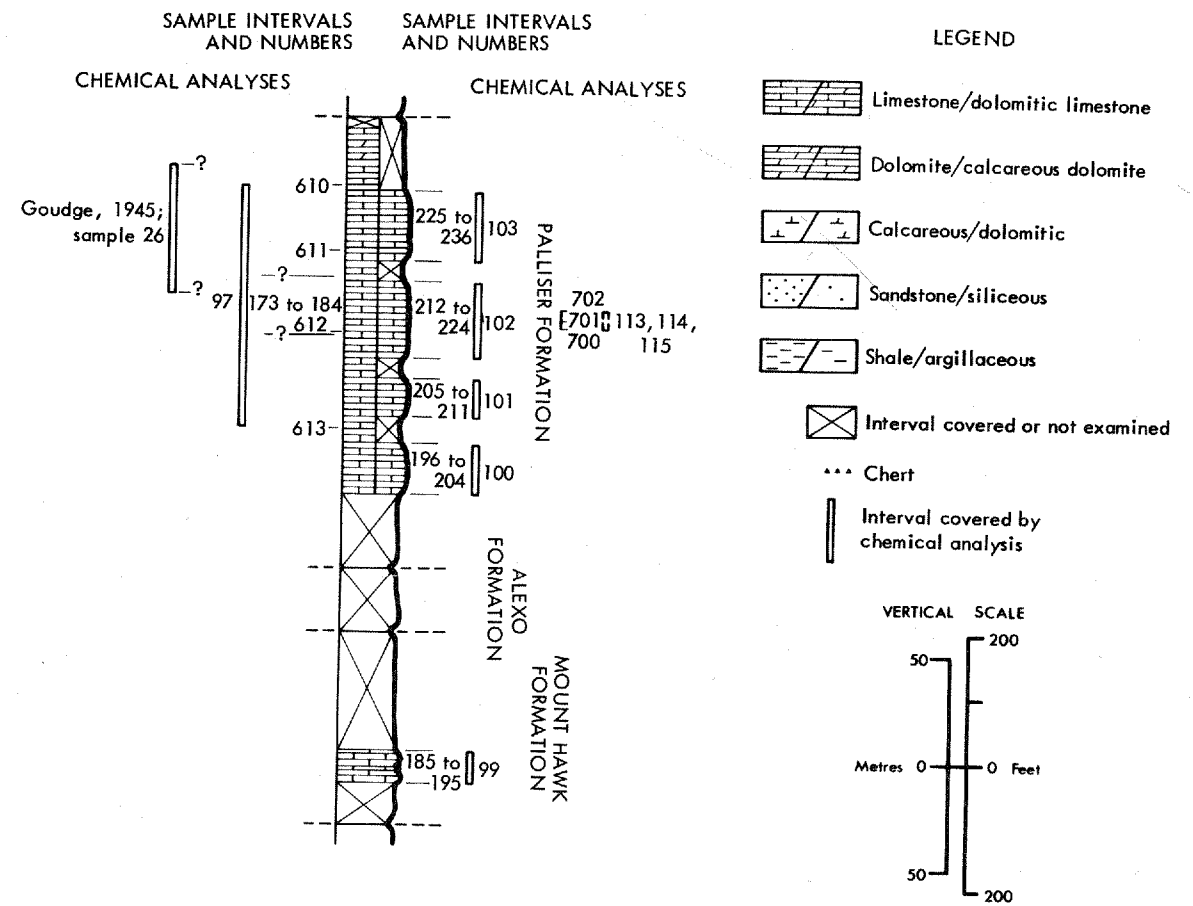 SAMPLE INTERVALS
AND NUMBERS
SAMPLE INTERVALS
AND NUMBERS
CHEMICAL ANALYSES
CHEMICAL ANALYSES
Goudge, 1945;
sample 26
-?
-?
97
173 to 184
610
611
-?
612
-?
613
225 to
236
103
212 to
224
102
205 to
211
101
196 to
204
100
185 to
195
99
702
701
700
113, 114,
115
PALLISER FORMATION
ALEXO
FORMATION
MOUNT HAWK
FORMATION
LEGEND
Limestone/dolomitic limestone
Dolomite/calcareous dolomite
Calcareous/dolomitic
Sandstone/siliceous
Shale/argillaceous
Interval covered or not examined
Chert
Interval covered by
chemical analysis
VERTICAL SCALE
200
50
Metres 0
0 Feet
50
200